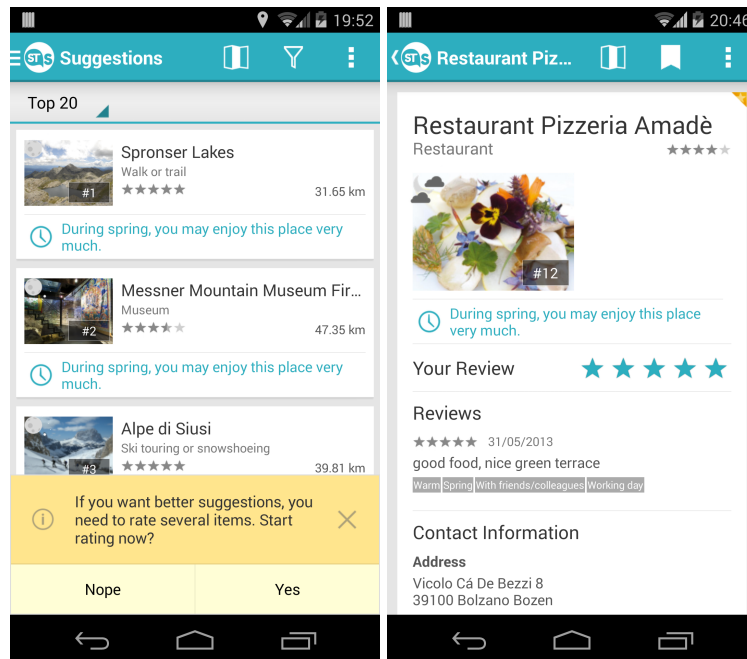 19:52
STS Suggestions
Top 20
Spronser Lakes
Walk or trail
#1
31.65 km
During spring, you may enjoy this place very
much.
Messner Mountain Museum Fir...
Museum
#2
47.35 km
During spring, you may enjoy this place very
much.
Alpe di Siusi
Ski touring or snowshoeing
#3
39.81 km
If you want better suggestions, you
need to rate several items. Start
rating now?
Nope
Yes
20:46
STS Restaurant Piz...
Restaurant Pizzeria Amadè
Restaurant
#12
During spring, you may enjoy this place
very much.
Your Review
Reviews
31/05/2013
good food, nice green terrace
Warm Spring With friends/colleagues Working day
Contact Information
Address
Vicolo Cá De Bezzi 8
39100 Bolzano Bozen